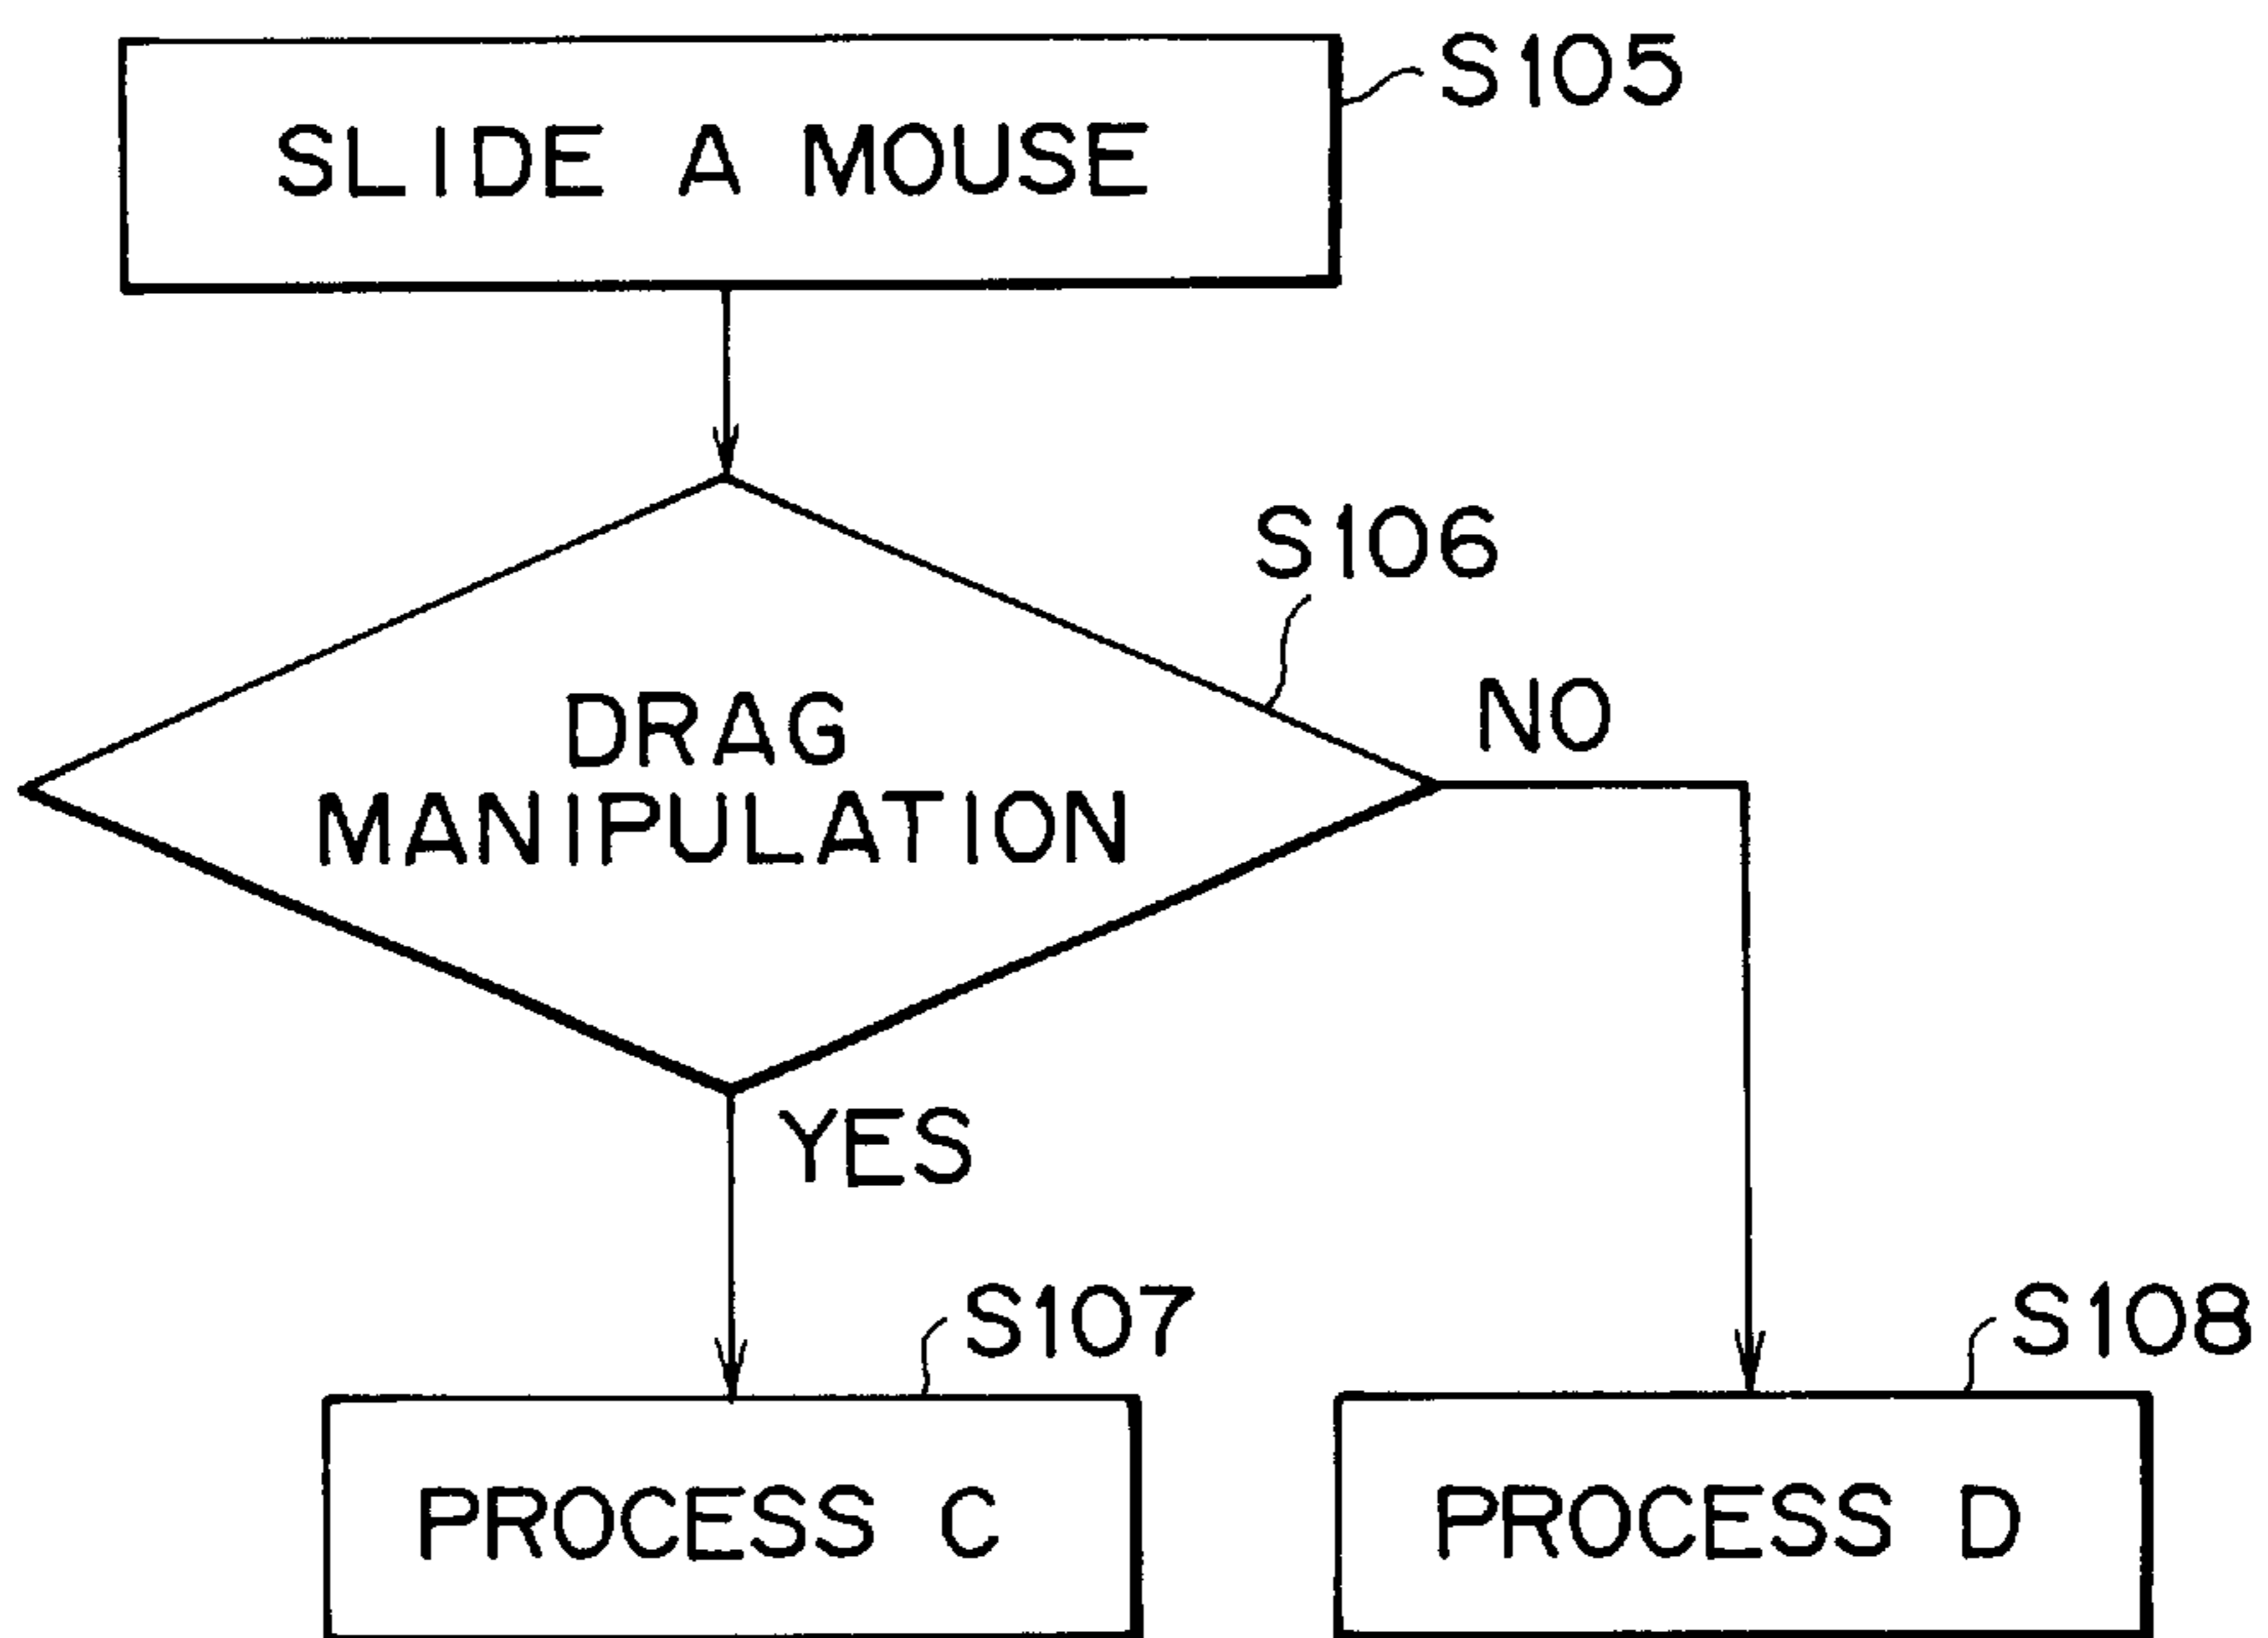 S105
SLIDE A MOUSE
S106
NO
DRAG
MANIPULATION
YES
S107
S108
PROCESS C
PROCESS D